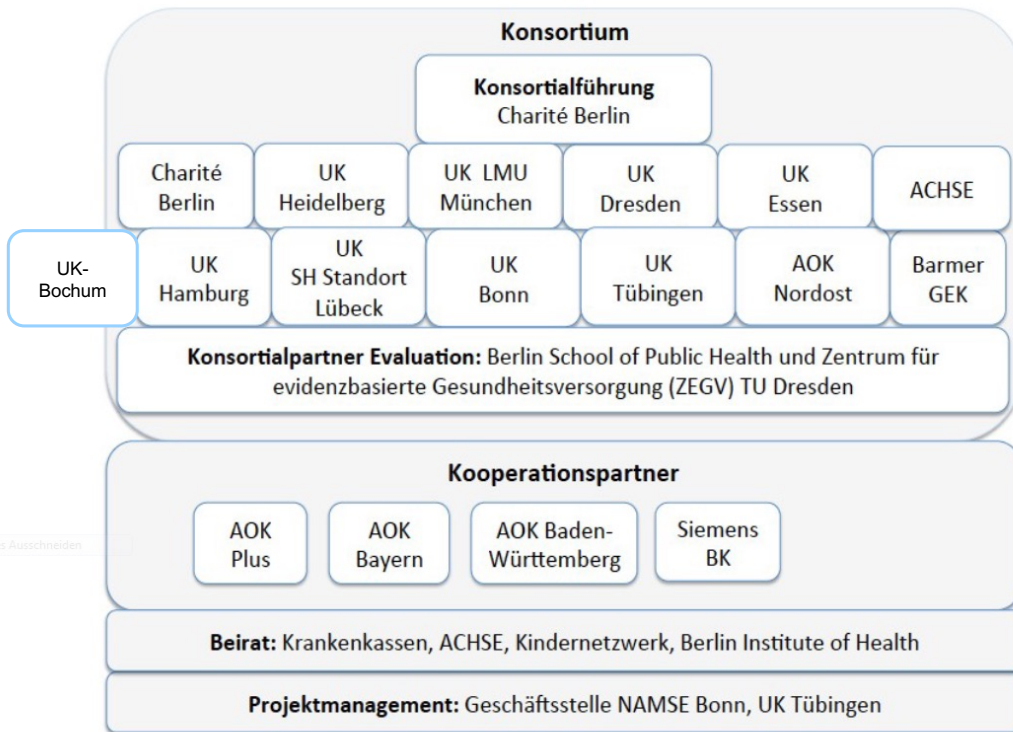 Konsortium
Konsortialführung
Charité Berlin
Charité
Berlin
UK
Heidelberg
UK LMU
München
UK
Dresden
UK
Essen
ACHSE
UK-
Bochum
UK
Hamburg
UK
SH Standort
Lübeck
UK
Bonn
UK
Tübingen
AOK
Nordost
Barmer
GEK
Konsortialpartner Evaluation: Berlin School of Public Health und Zentrum für
evidenzbasierte Gesundheitsversorgung (ZEGV) TU Dresden
Kooperationspartner
AOK
Plus
AOK
Bayern
AOK Baden-
Württemberg
Siemens
BK
s Ausschneiden
Beirat: Krankenkassen, ACHSE, Kindernetzwerk, Berlin Institute of Health
Projektmanagement: Geschäftsstelle NAMSE Bonn, UK Tübingen